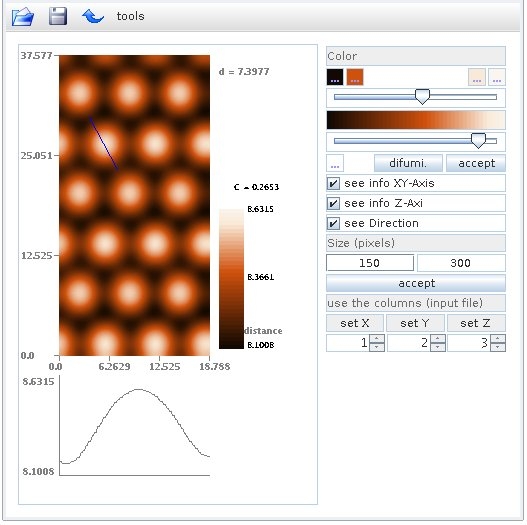 tools
37.577
25.051
12.525
0.0
0.0 6.2629 12.525 18.788
d = 7.3977
C = 0.2653
8.6315
8.3661
distance
8.1008
8.6315
8.1008
Color
... ... ... ...
... difumi. accept
see info XY-Axis
see info Z-Axi
see Direction
Size (pixels)
150 300
accept
use the columns (input file)
set X set Y set Z
1 2 3